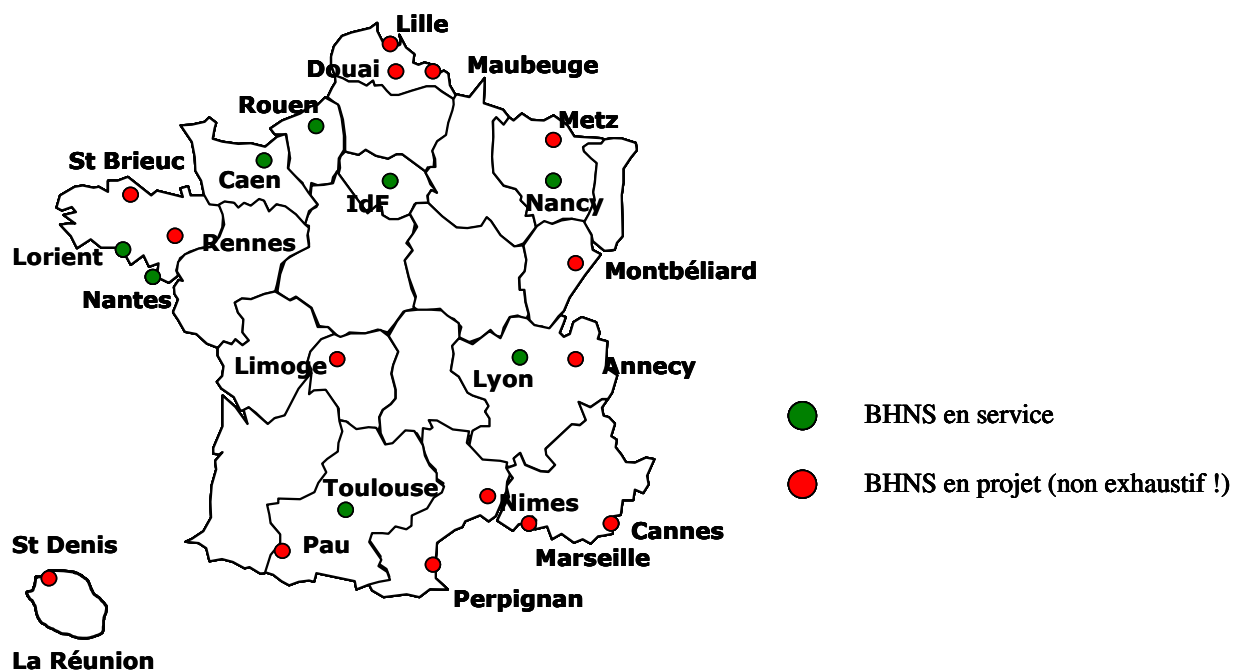 Lille
Douai
Maubeuge
Rouen
Metz
St Brieuc
Caen
IdF
Nancy
Rennes
Lorient
Montbéliard
Nantes
Limoge
Lyon
Annecy
BHNS en service
BHNS en projet (non exhaustif !)
Toulouse
Nimes
Cannes
St Denis
Pau
Marseille
Perpignan
La Réunion